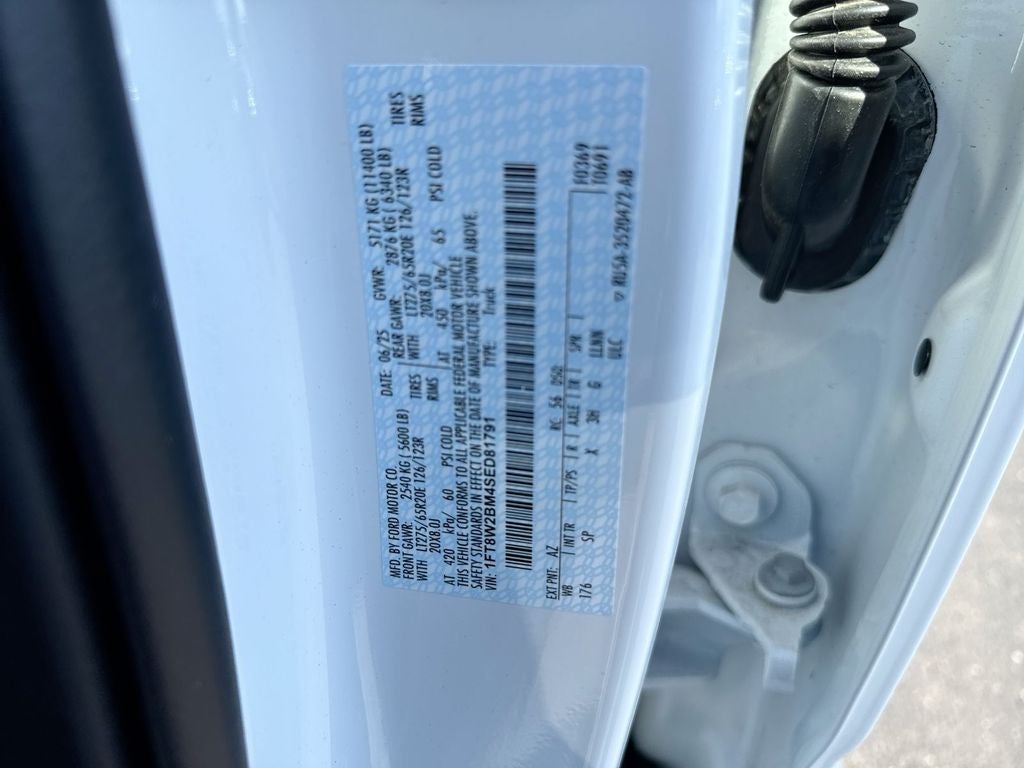 MFD. BY FORD MOTOR CO.
DATE: 06/25 GVWR: 5171 KG (11400 LB)
FRONT GAWR: 2540 KG (5600 LB)
REAR GAWR: 2876 KG (6340 LB)
WITH LT275/65R20E 126/123R
TIRES WITH LT275/65R20E 126/123R TIRES
20X8.0J
RIMS 20X8.0J RIMS
AT 420 kPa/ 60 PSI COLD
AT 450 kPa/ 65 PSI COLD
THIS VEHICLE CONFORMS TO ALL APPLICABLE FEDERAL MOTOR VEHICLE
SAFETY STANDARDS IN EFFECT ON THE DATE OF MANUFACTURE SHOWN ABOVE.
VIN: 1FT8W2BM4SED81791
TYPE: Truck
EXT PNT: AZ RC: 56 DSO: F0369
WB INT TR TP/PS R AXLE TR SPR T0691
176 SP X 3H G LLNN
ULC RU5A-3520472-AB